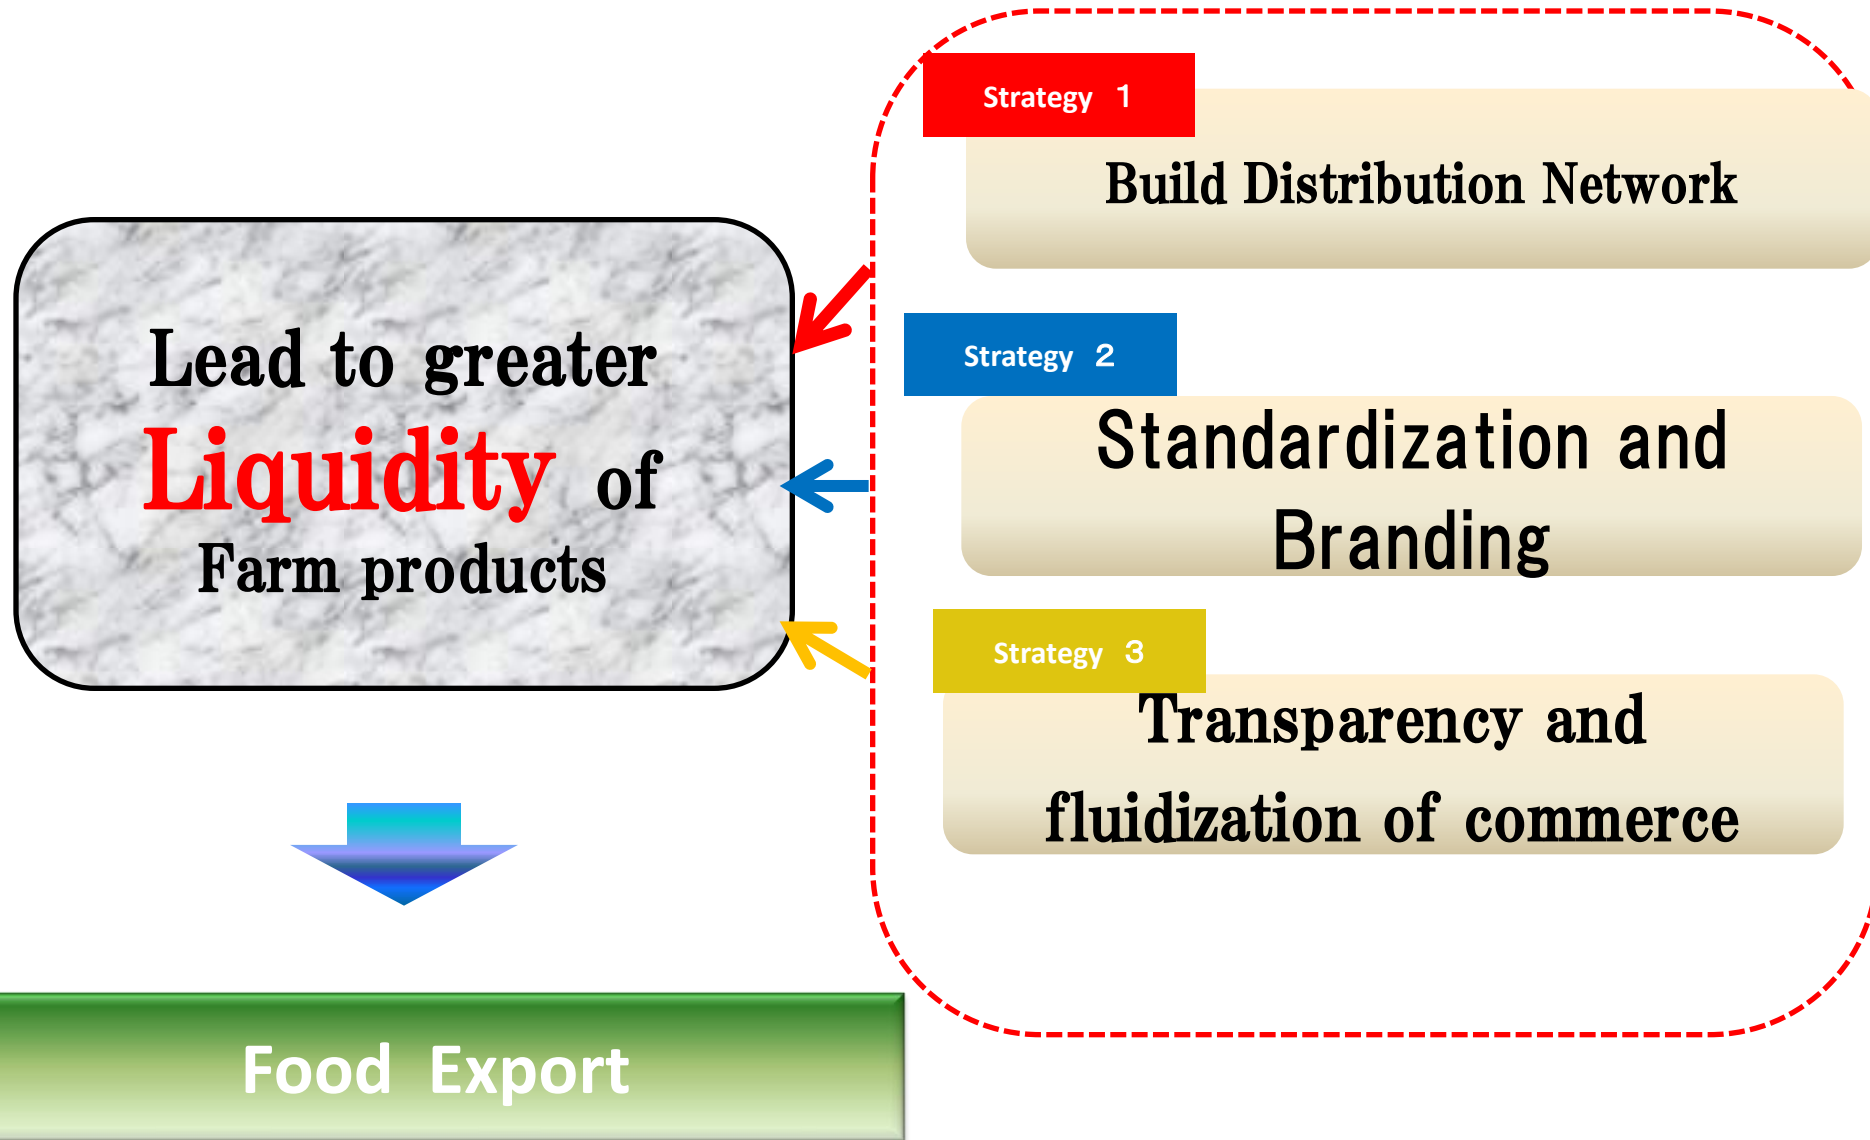 Strategy 1
Build Distribution Network
Lead to greater
Liquidity of
Farm products
Strategy 2
Standardization and
Branding
Strategy 3
Transparency and
fluidization of commerce
Food Export